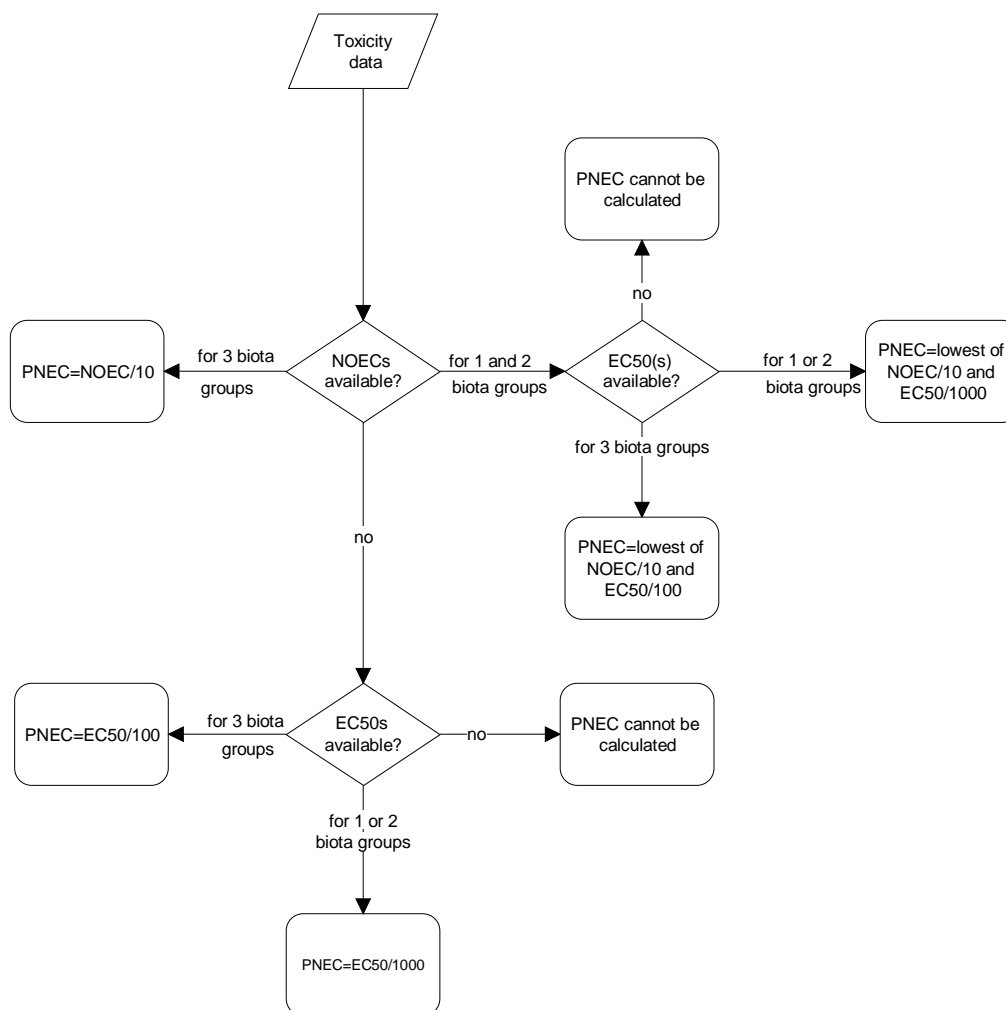 Toxicity
data
PNEC cannot be
calculated
no
PNEC=NOEC/10
for 3 biota
groups
NOECs
available?
for 1 and 2
biota groups
EC50(s)
available?
for 1 or 2
biota groups
PNEC=lowest of
NOEC/10 and
EC50/1000
for 3 biota groups
no
PNEC=lowest of
NOEC/10 and
EC50/100
PNEC=EC50/100
for 3 biota
groups
EC50s
available?
no
PNEC cannot be
calculated
for 1 or 2
biota groups
PNEC=EC50/1000